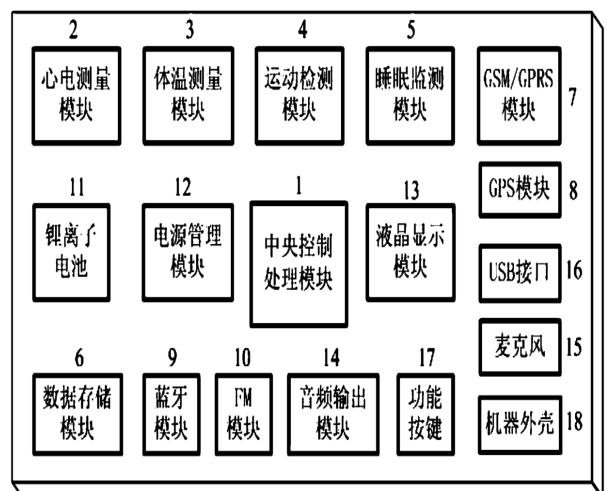 2
3
4
5
心电测量
模块
体温测量
模块
运动检测
模块
睡眠监测
模块
GSM/GPRS
模块
7
GPS模块
8
11
12
1
13
锂离子
电池
电源管理
模块
中央控制
处理模块
液晶显示
模块
USB接口
16
麦克风
15
6
9
10
14
17
数据存储
模块
蓝牙
模块
FM
模块
音频输出
模块
功能
按键
机器外壳
18